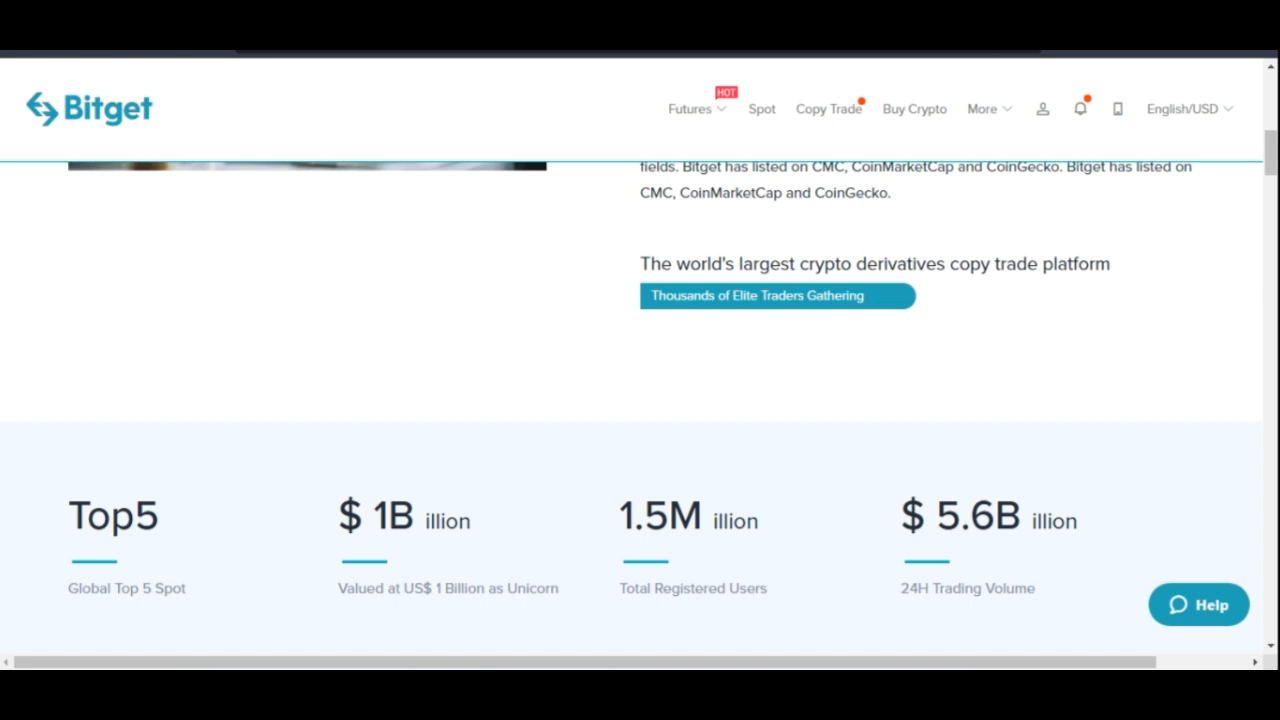 Bitget
HOT
Futures Spot Copy Trade Buy Crypto More English/USD
fields. Bitget has listed on CMC, CoinMarketCap and CoinGecko. Bitget has listed on
CMC, CoinMarketCap and CoinGecko.
The world's largest crypto derivatives copy trade platform
Thousands of Elite Traders Gathering
Top5 $ 1B illion 1.5M illion $ 5.6B illion
Global Top 5 Spot Valued at US$ 1 Billion as Unicorn Total Registered Users 24H Trading Volume
Help